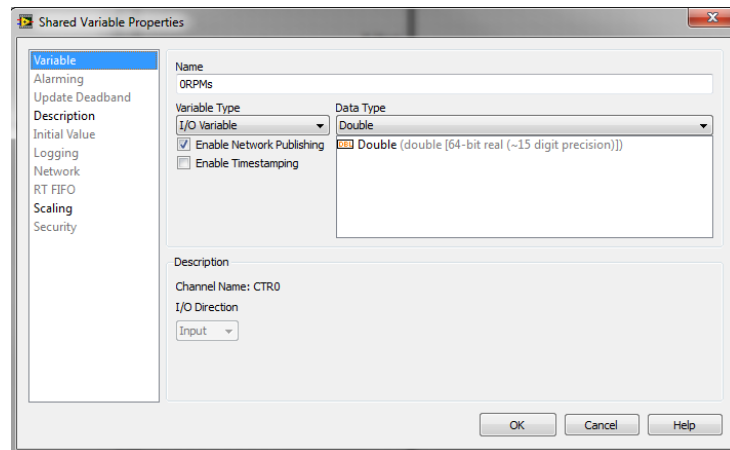 Shared Variable Properties
Variable
Alarming
Update Deadband
Description
Initial Value
Logging
Network
RT FIFO
Scaling
Security
Name
0RPMs
Variable Type
Data Type
I/O Variable
Double
Enable Network Publishing
Enable Timestamping
DBL Double (double [64-bit real (~15 digit precision)])
Description
Channel Name: CTR0
I/O Direction
Input
OK
Cancel
Help